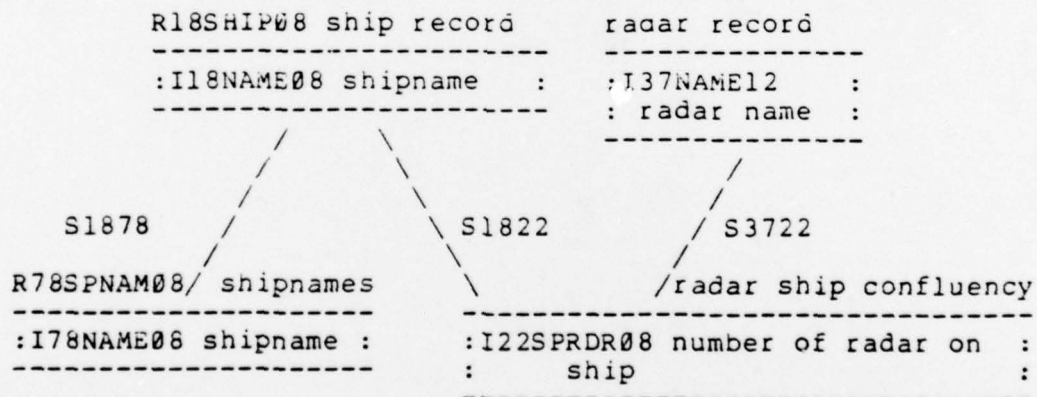 R18SHIP08 ship record radar record
--------------------- ---------------
:I18NAME08 shipname : :I37NAME12 :
--------------------- : radar name :
---------------
/ \ /
S1878 / \ S1822 / S3722
R78SPNAM08/ shipnames \ /radar ship confluency
------------------- ---------------------------------
:I78NAME08 shipname : :I22SPRDR08 number of radar on :
------------------- : ship :
---------------------------------